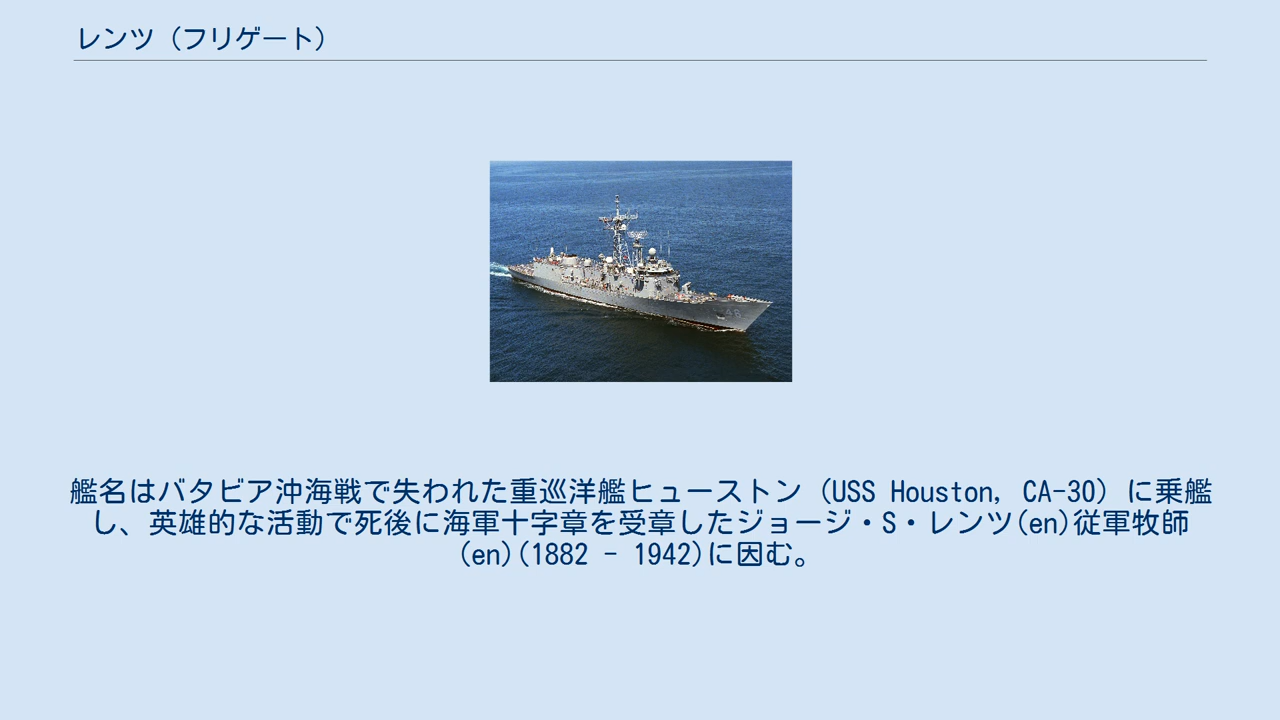 レンツ（フリゲート）
46
艦名はバタビア沖海戦で失われた重巡洋艦ヒューストン（USS Houston, CA-30）に乗艦
し、英雄的な活動で死後に海軍十字章を受章したジョージ・S・レンツ(en)従軍牧師
(en)(1882 - 1942)に因む。